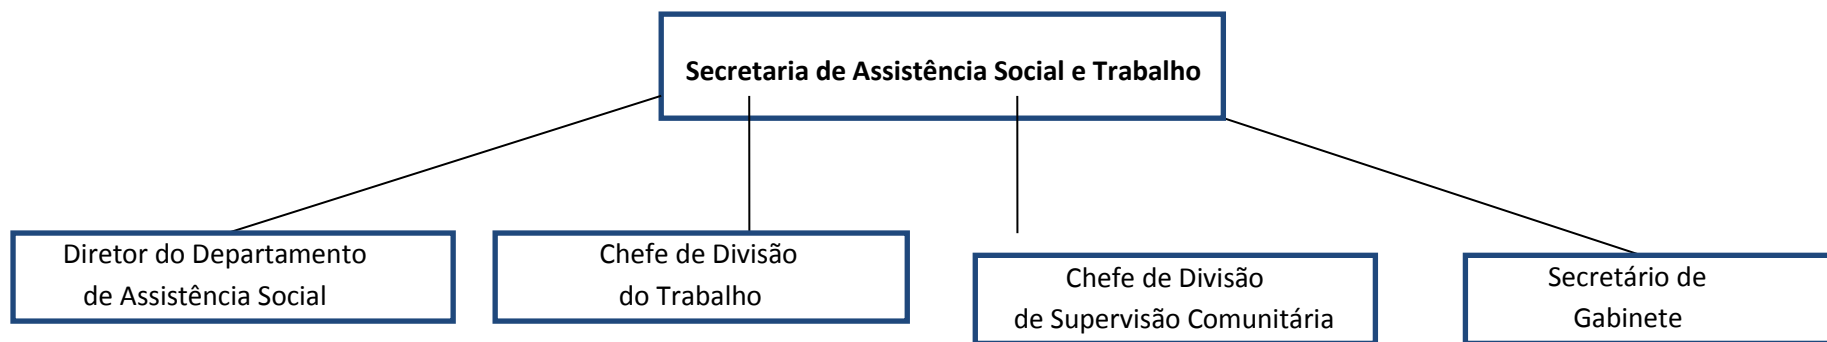 Secretaria de Assistência Social e Trabalho
Diretor do Departamento
de Assistência Social
Chefe de Divisão
do Trabalho
Chefe de Divisão
de Supervisão Comunitária
Secretário de
Gabinete